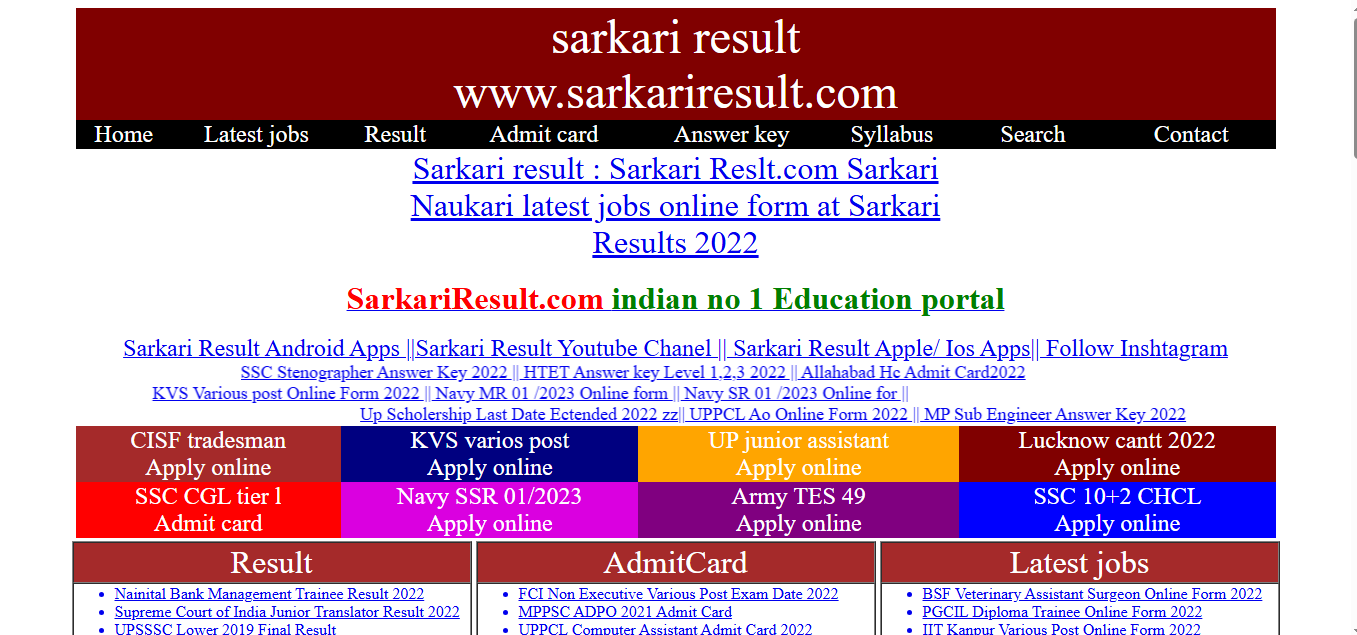 sarkari result
www.sarkariresult.com
Home Latest jobs Result Admit card Answer key Syllabus Search Contact
Sarkari result : Sarkari Reslt.com Sarkari
Naukari latest jobs online form at Sarkari
Results 2022
SarkariResult.com indian no 1 Education portal
Sarkari Result Android Apps ||Sarkari Result Youtube Chanel || Sarkari Result Apple/ Ios Apps|| Follow Inshtagram
SSC Stenographer Answer Key 2022 || HTET Answer key Level 1,2,3 2022 || Allahabad Hc Admit Card2022
KVS Various post Online Form 2022 || Navy MR 01 /2023 Online form || Navy SR 01 /2023 Online for ||
Up Scholership Last Date Ectended 2022 zz|| UPPCL Ao Online Form 2022 || MP Sub Engineer Answer Key 2022
CISF tradesman
Apply online
KVS varios post
Apply online
UP junior assistant
Apply online
Lucknow cantt 2022
Apply online
SSC CGL tier l
Admit card
Navy SSR 01/2023
Apply online
Army TES 49
Apply online
SSC 10+2 CHCL
Apply online
Result
Nainital Bank Management Trainee Result 2022
Supreme Court of India Junior Translator Result 2022
UPSSSC Lower 2019 Final Result
AdmitCard
FCI Non Executive Various Post Exam Date 2022
MPPSC ADPO 2021 Admit Card
UPPCL Computer Assistant Admit Card 2022
Latest jobs
BSF Veterinary Assistant Surgeon Online Form 2022
PGCIL Diploma Trainee Online Form 2022
IIT Kanpur Various Post Online Form 2022